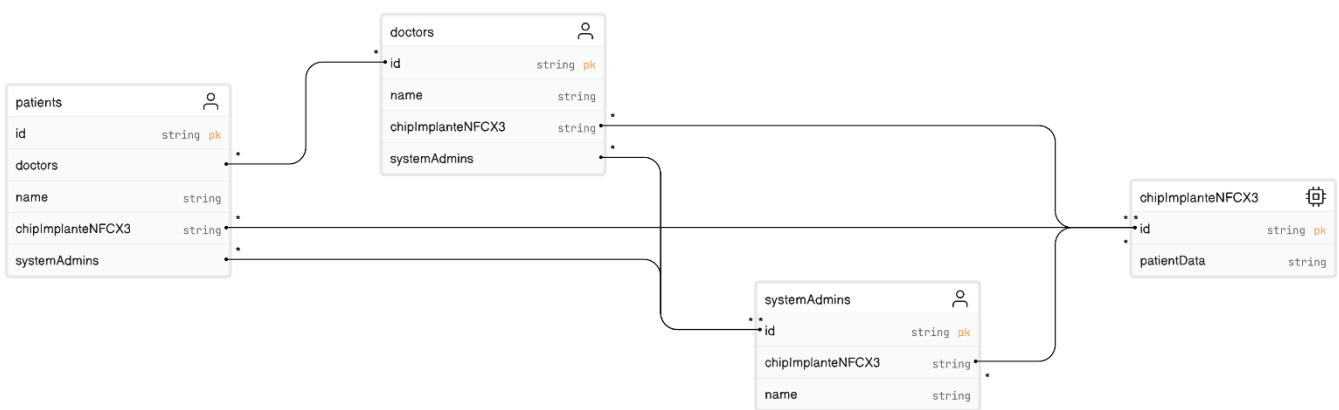 patients
id string pk
doctors
name string
chipImplanteNFCX3 string
systemAdmins
doctors
id string pk
name string
chipImplanteNFCX3 string
systemAdmins
systemAdmins
id string pk
chipImplanteNFCX3 string
name string
chipImplanteNFCX3
id string pk
patientData string